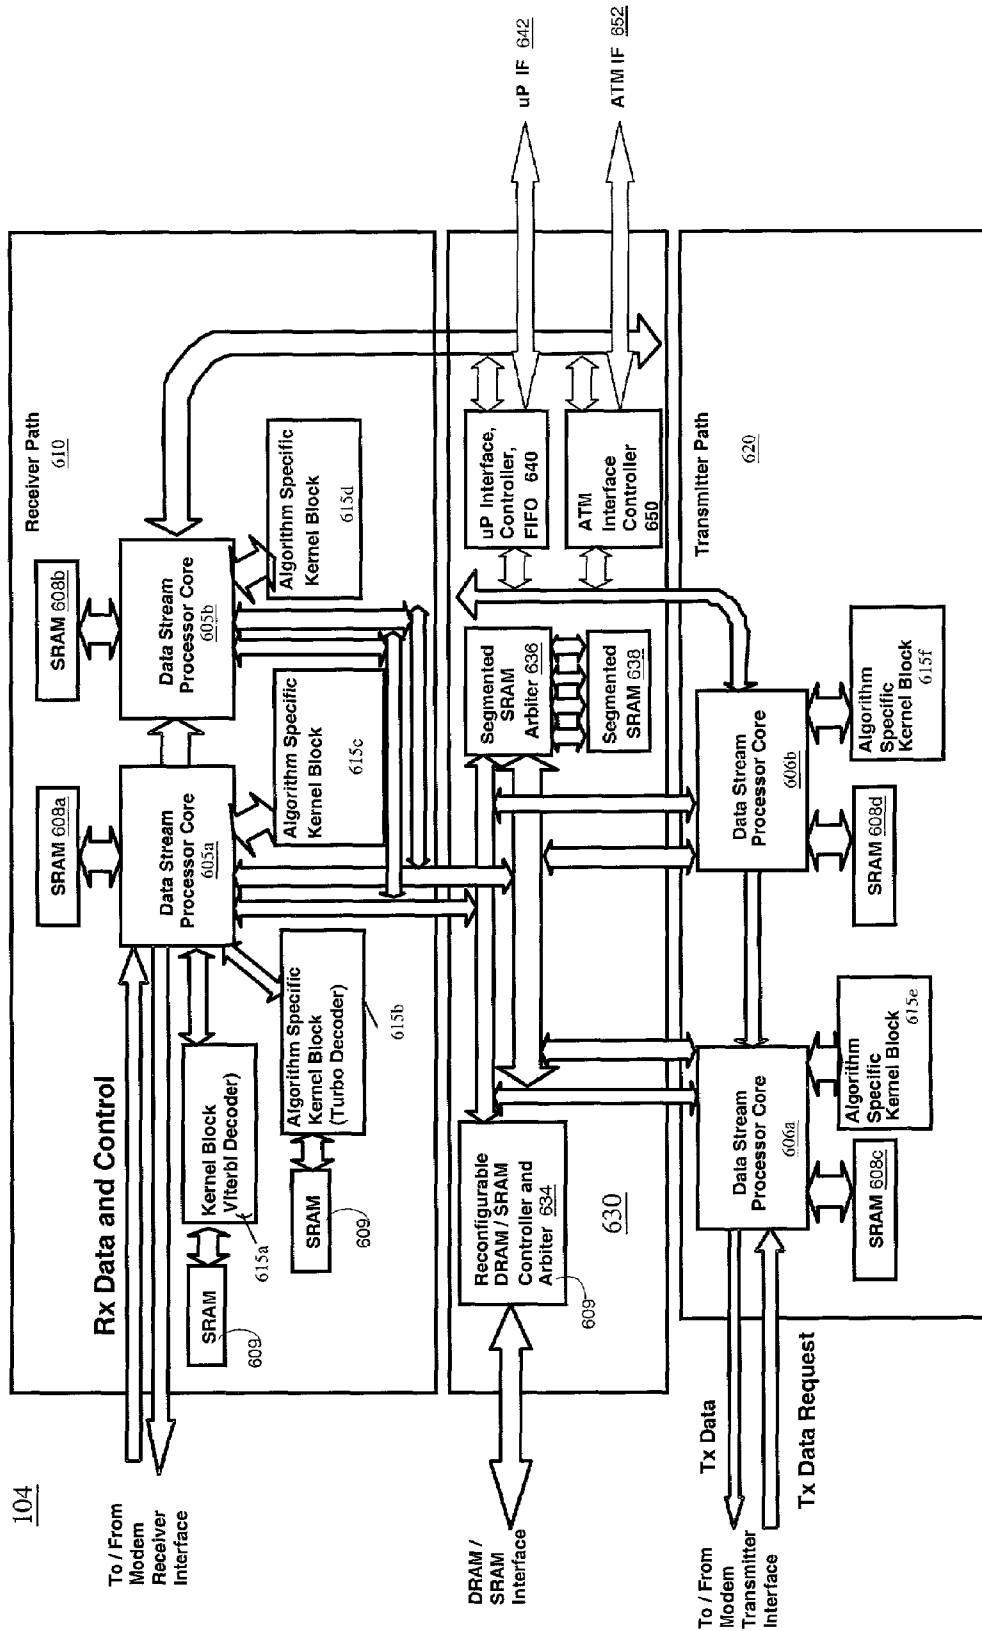 104
To / From
Modem
Receiver
Interface
Rx Data and Control
Receiver Path
610
SRAM 608a
SRAM 608b
Data Stream
Processor Core
605a
Data Stream
Processor Core
605b
Kernel Block
Viterbi Decoder)
615a
SRAM
609
Algorithm Specific
Kernel Block
(Turbo Decoder)
615b
SRAM
609
Algorithm Specific
Kernel Block
615c
Algorithm Specific
Kernel Block
615d
DRAM /
SRAM
Interface
Reconfigurable
DRAM / SRAM
Controller and
Arbiter 634
609
630
Segmented
SRAM
Arbiter 636
Segmented
SRAM 638
uP Interface,
Controller,
FIFO 640
ATM
Interface
Controller
650
uP IF 642
ATM IF 652
To / From
Modem
Transmitter
Interface
Tx Data
Tx Data Request
Transmitter Path
620
Data Stream
Processor Core
606a
Data Stream
Processor Core
606b
SRAM 608c
Algorithm
Specific
Kernel Block
615e
SRAM 608d
Algorithm
Specific
Kernel Block
615f